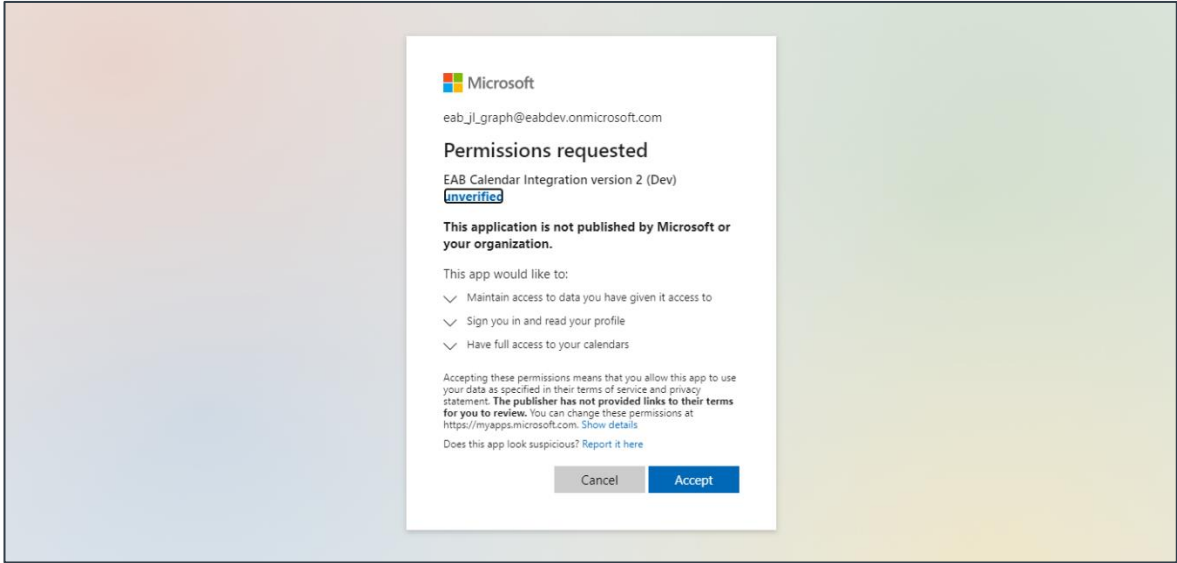 Microsoft
eab_jl_graph@eabdev.onmicrosoft.com
Permissions requested
EAB Calendar Integration version 2 (Dev)
unverified
This application is not published by Microsoft or
your organization.
This app would like to:
Maintain access to data you have given it access to
Sign you in and read your profile
Have full access to your calendars
Accepting these permissions means that you allow this app to use
your data as specified in their terms of service and privacy
statement. The publisher has not provided links to their terms
for you to review. You can change these permissions at
https://myapps.microsoft.com. Show details
Does this app look suspicious? Report it here
Cancel Accept